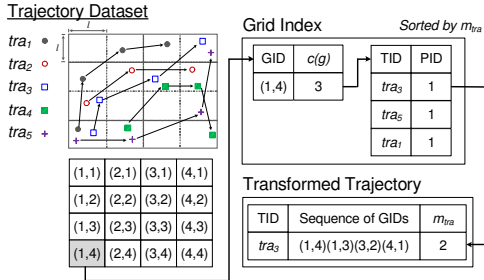 Trajectory Dataset
l
l
tra1
tra2
tra3
tra4
tra5
(1,1) (2,1) (3,1) (4,1)
(1,2) (2,2) (3,2) (4,2)
(1,3) (2,3) (3,3) (4,3)
(1,4) (2,4) (3,4) (4,4)
Grid Index
Sorted by mtra
GID c(g)
(1,4) 3
TID PID
tra3 1
tra5 1
tra1 1
Transformed Trajectory
TID Sequence of GIDs mtra
tra3 (1,4)(1,3)(3,2)(4,1) 2